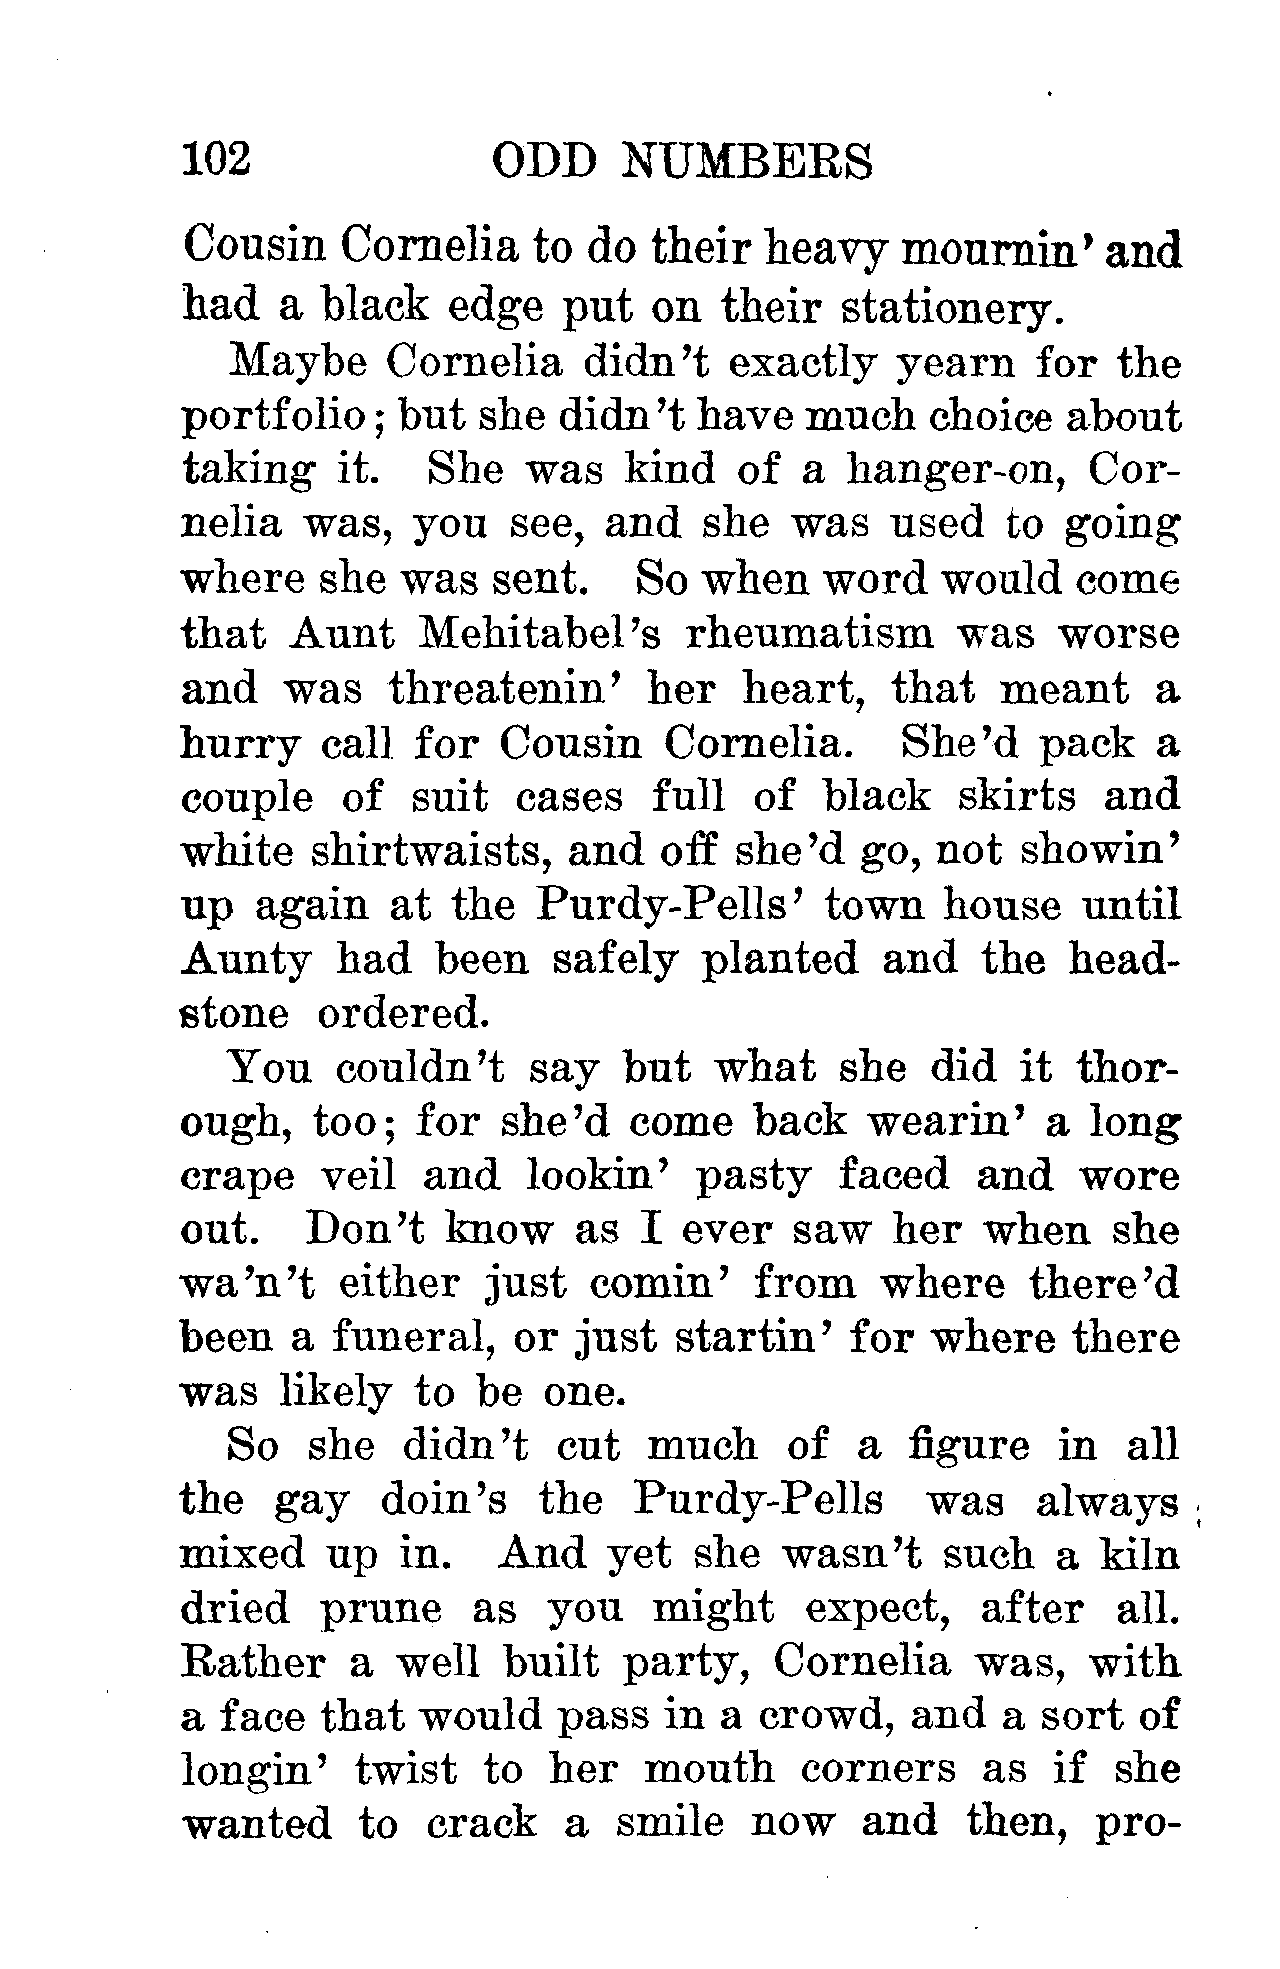 102 ODD NUMBERS
Cousin Cornelia to do their heavy mournin' and
had a black edge put on their stationery.
Maybe Cornelia didn't exactly yearn for the
portfolio; but she didn't have much choice about
taking it. She was kind of a hanger-on, Cor-
nelia was, you see, and she was used to going
where she was sent. So when word would come
that Aunt Mehitabel's rheumatism was worse
and was threatenin' her heart, that meant a
hurry call for Cousin Cornelia. She'd pack a
couple of suit cases full of black skirts and
white shirtwaists, and off she'd go, not showin'
up again at the Purdy-Pells' town house until
Aunty had been safely planted and the head-
stone ordered.
You couldn't say but what she did it thor-
ough, too; for she'd come back wearin' a long
crape veil and lookin' pasty faced and wore
out. Don't know as I ever saw her when she
wa'n't either just comin' from where there'd
been a funeral, or just startin' for where there
was likely to be one.
So she didn't cut much of a figure in all
the gay doin's the Purdy-Pells was always
mixed up in. And yet she wasn't such a kiln
dried prune as you might expect, after all.
Rather a well built party, Cornelia was, with
a face that would pass in a crowd, and a sort of
longin' twist to her mouth corners as if she
wanted to crack a smile now and then, pro-